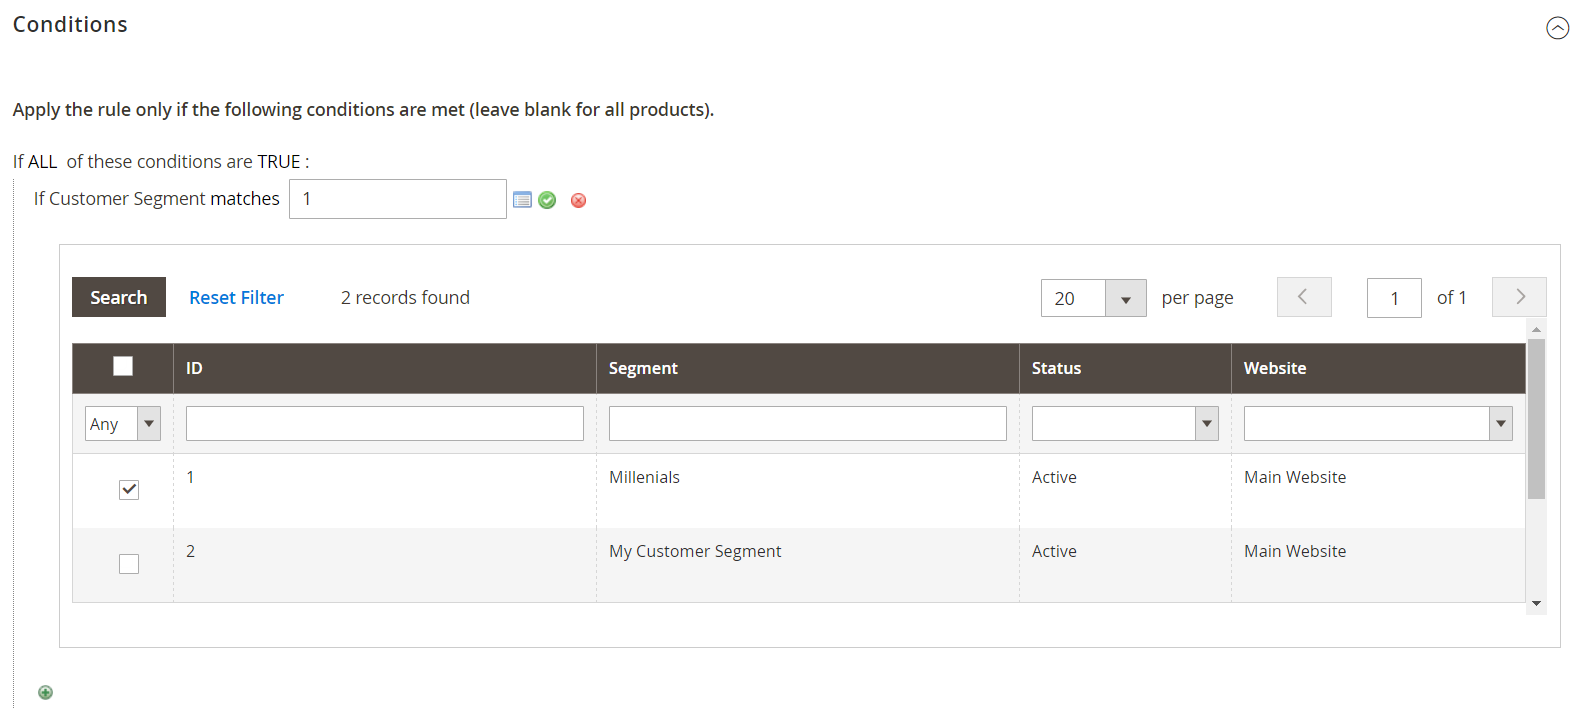 Conditions
Apply the rule only if the following conditions are met (leave blank for all products).
If ALL of these conditions are TRUE :
If Customer Segment matches 1
Search Reset Filter 2 records found 20 per page 1 of 1
ID Segment Status Website
Any
1 Millenials Active Main Website
2 My Customer Segment Active Main Website